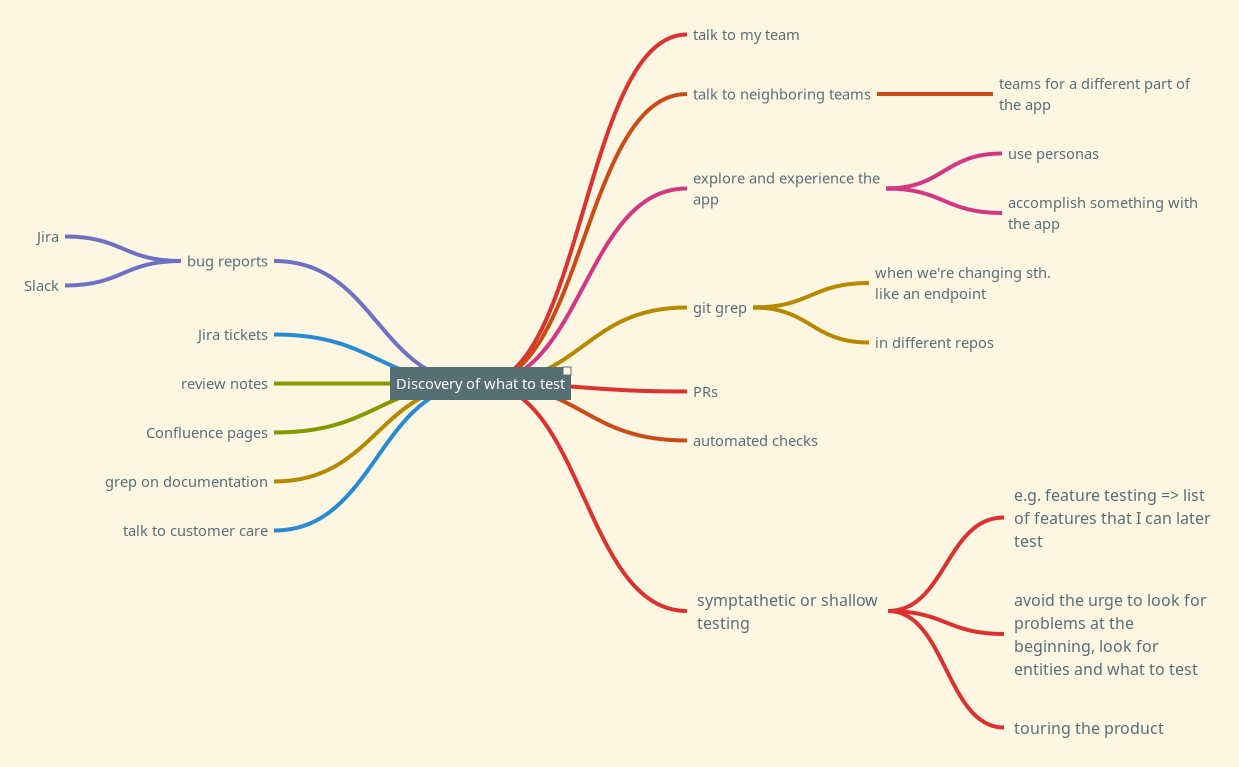 Discovery of what to test
talk to my team
talk to neighboring teams
teams for a different part of
the app
explore and experience the
app
use personas
accomplish something with
the app
git grep
when we're changing sth.
like an endpoint
in different repos
PRs
automated checks
symptathetic or shallow
testing
e.g. feature testing => list
of features that I can later
test
avoid the urge to look for
problems at the
beginning, look for
entities and what to test
touring the product
bug reports
Jira
Slack
Jira tickets
review notes
Confluence pages
grep on documentation
talk to customer care